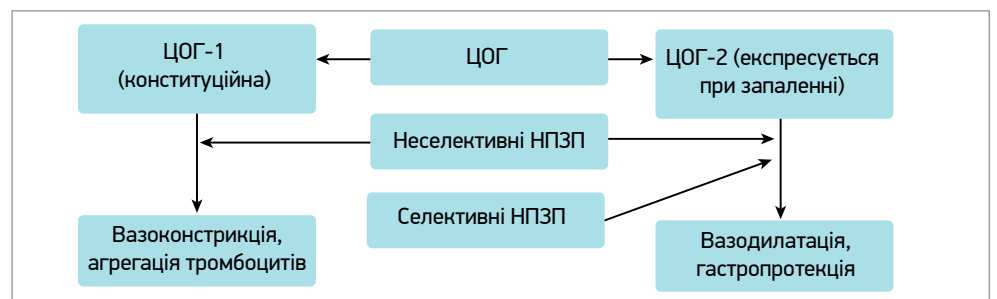 ЦОГ-1
(конституційна)
ЦОГ
ЦОГ-2 (експресується
при запаленні)
Неселективні НПЗП
Селективні НПЗП
Вазоконстрикція,
агрегація тромбоцитів
Вазодилатація,
гастропротекція